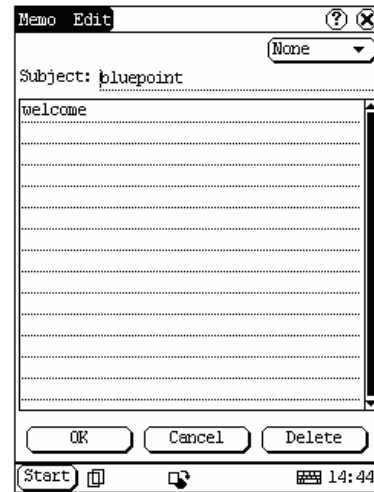 Memo Edit ?
None
Subject: bluepoint
welcome
OK Cancel Delete
Start 14:44